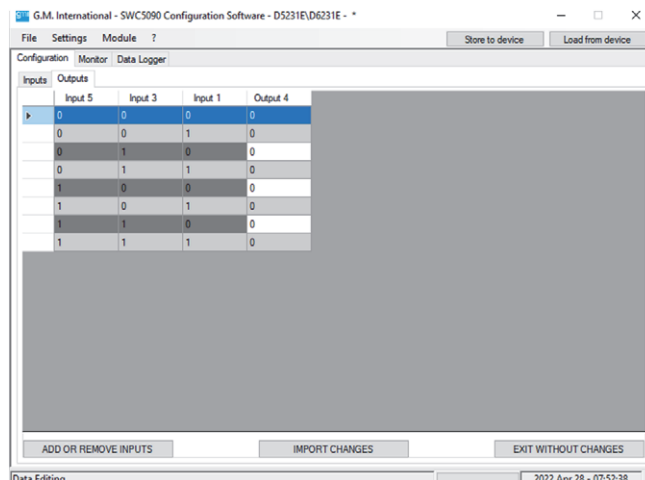 G.M. International - SWC5090 Configuration Software - D5231E\D6231E - *
File Settings Module ?
Store to device Load from device
Configuration Monitor Data Logger
Inputs Outputs
Input 5 Input 3 Input 1 Output 4
0 0 0 0
0 0 1 0
0 1 0 0
0 1 1 0
1 0 0 0
1 0 1 0
1 1 0 0
1 1 1 0
ADD OR REMOVE INPUTS IMPORT CHANGES EXIT WITHOUT CHANGES
Data Editing 2022 Apr 28 - 07:52:38